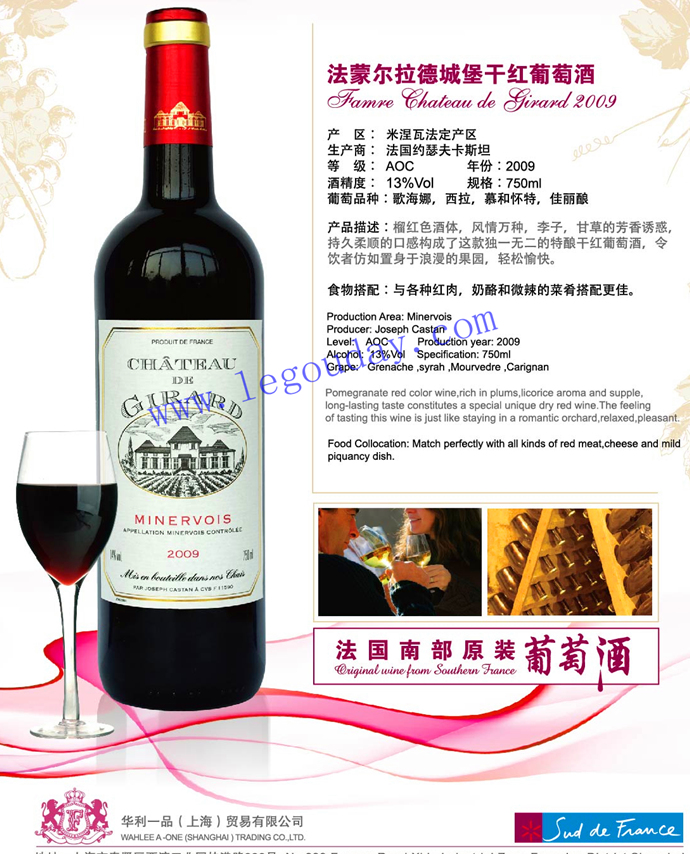 法蒙尔拉德城堡干红葡萄酒
Famre Chateau de Girard 2009
产 区： 米涅瓦法定产区
生产商： 法国约瑟夫卡斯坦
等 级： AOC 年份：2009
酒精度： 13%Vol 规格：750ml
葡萄品种：歌海娜，西拉，慕和怀特，佳丽酿
产品描述：榴红色酒体，风情万种，李子，甘草的芳香诱惑，
持久柔顺的口感构成了这款独一无二的特酿干红葡萄酒，令
饮者仿如置身于浪漫的果园，轻松愉快。
食物搭配：与各种红肉，奶酪和微辣的菜肴搭配更佳。
Production Area: Minervois
Producer: Joseph Castan
Level: AOC Production year: 2009
Alcohol: 13%Vol Specification: 750ml
Grape: Grenache ,syrah ,Mourvedre ,Carignan
Pomegranate red color wine,rich in plums,licorice aroma and supple,
long-lasting taste constitutes a special unique dry red wine.The feeling
of tasting this wine is just like staying in a romantic orchard,relaxed,pleasant.
Food Collocation: Match perfectly with all kinds of red meat,cheese and mild
piquancy dish.
www.legouday.com
PRODUIT DE FRANCE
CHÂTEAU
DE
GIRARD
MINERVOIS
APPELLATION MINERVOIS CONTRÔLÉE
2009
750 ml
Mis en bouteille dans nos Chais
PAR JOSEPH CASTAN À CVB F11590
法国南部原装葡萄酒
Original wine from Southern France
F
华利一品（上海）贸易有限公司
WAHLEE A -ONE (SHANGHAI ) TRADING CO.,LTD.
Sud de France